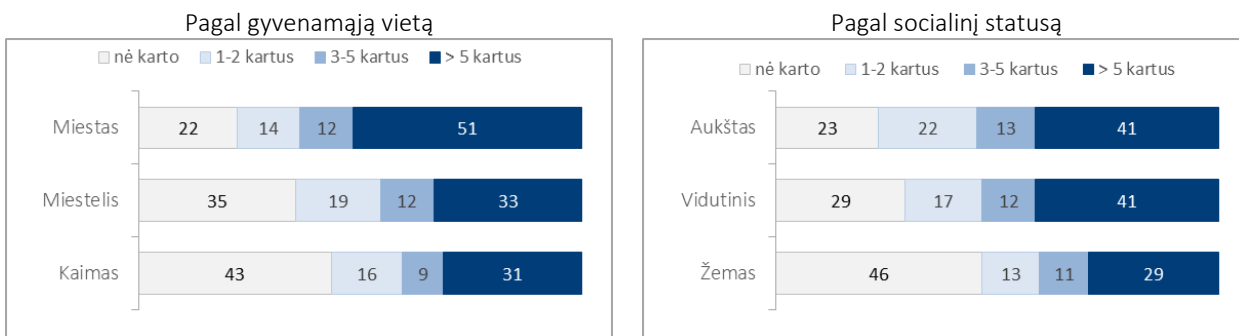 Pagal gyvenamąją vietą
nė karto 1-2 kartus 3-5 kartus > 5 kartus
Miestas 22 14 12 51
Miestelis 35 19 12 33
Kaimas 43 16 9 31
Pagal socialinį statusą
nė karto 1-2 kartus 3-5 kartus > 5 kartus
Aukštas 23 22 13 41
Vidutinis 29 17 12 41
Žemas 46 13 11 29